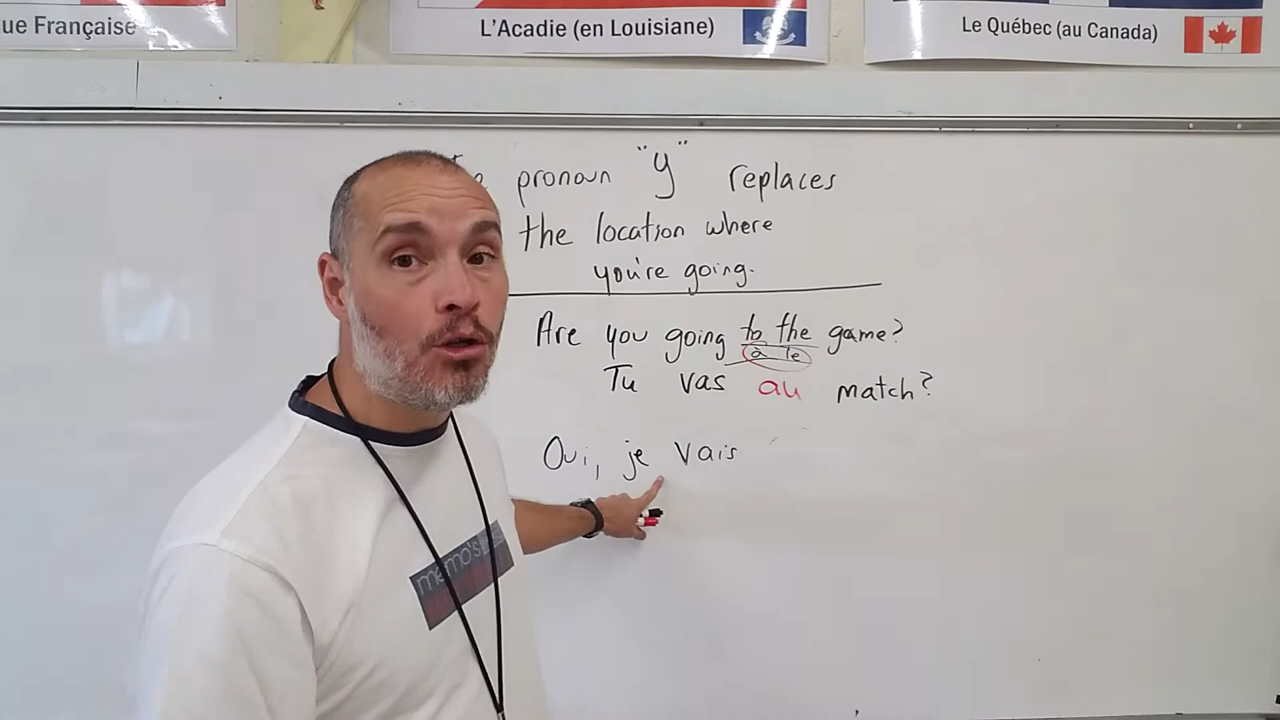 ue Française
L'Acadie (en Louisiane)
Le Québec (au Canada)
pronoun "y" replaces
the location where
you're going.
Are you going to the game?
à le
Tu vas au match?
Oui, je vais
memo's